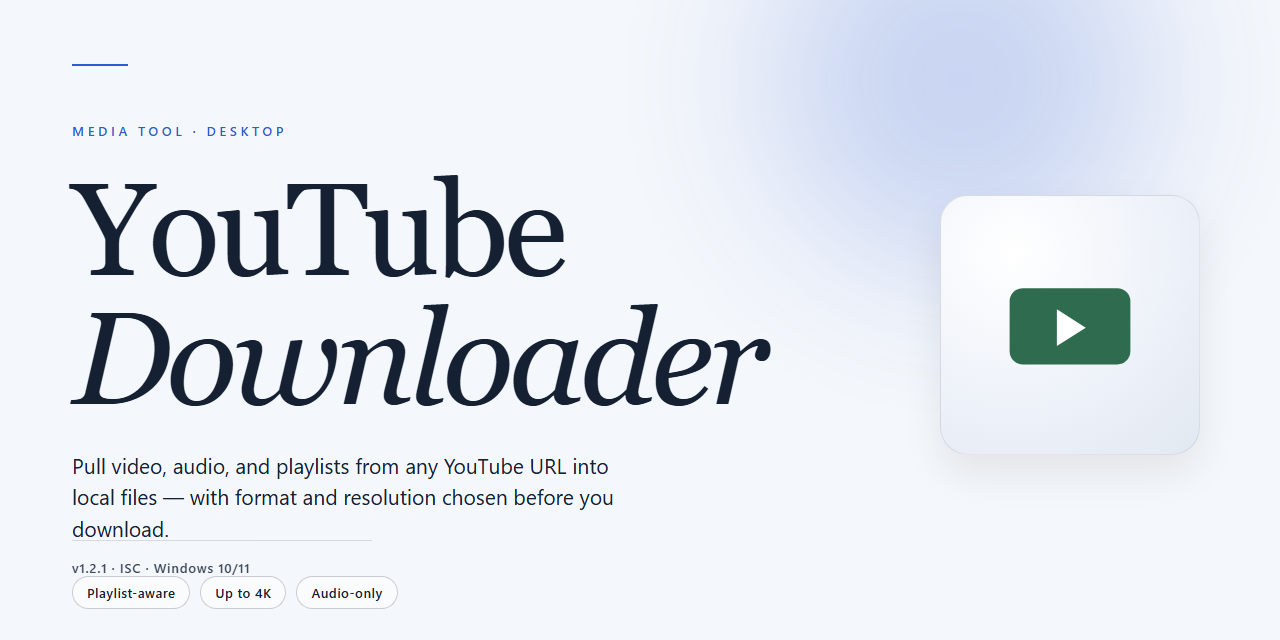 MEDIA TOOL · DESKTOP
YouTube
Downloader
Pull video, audio, and playlists from any YouTube URL into
local files — with format and resolution chosen before you
download.
v1.2.1 · ISC · Windows 10/11
Playlist-aware Up to 4K Audio-only